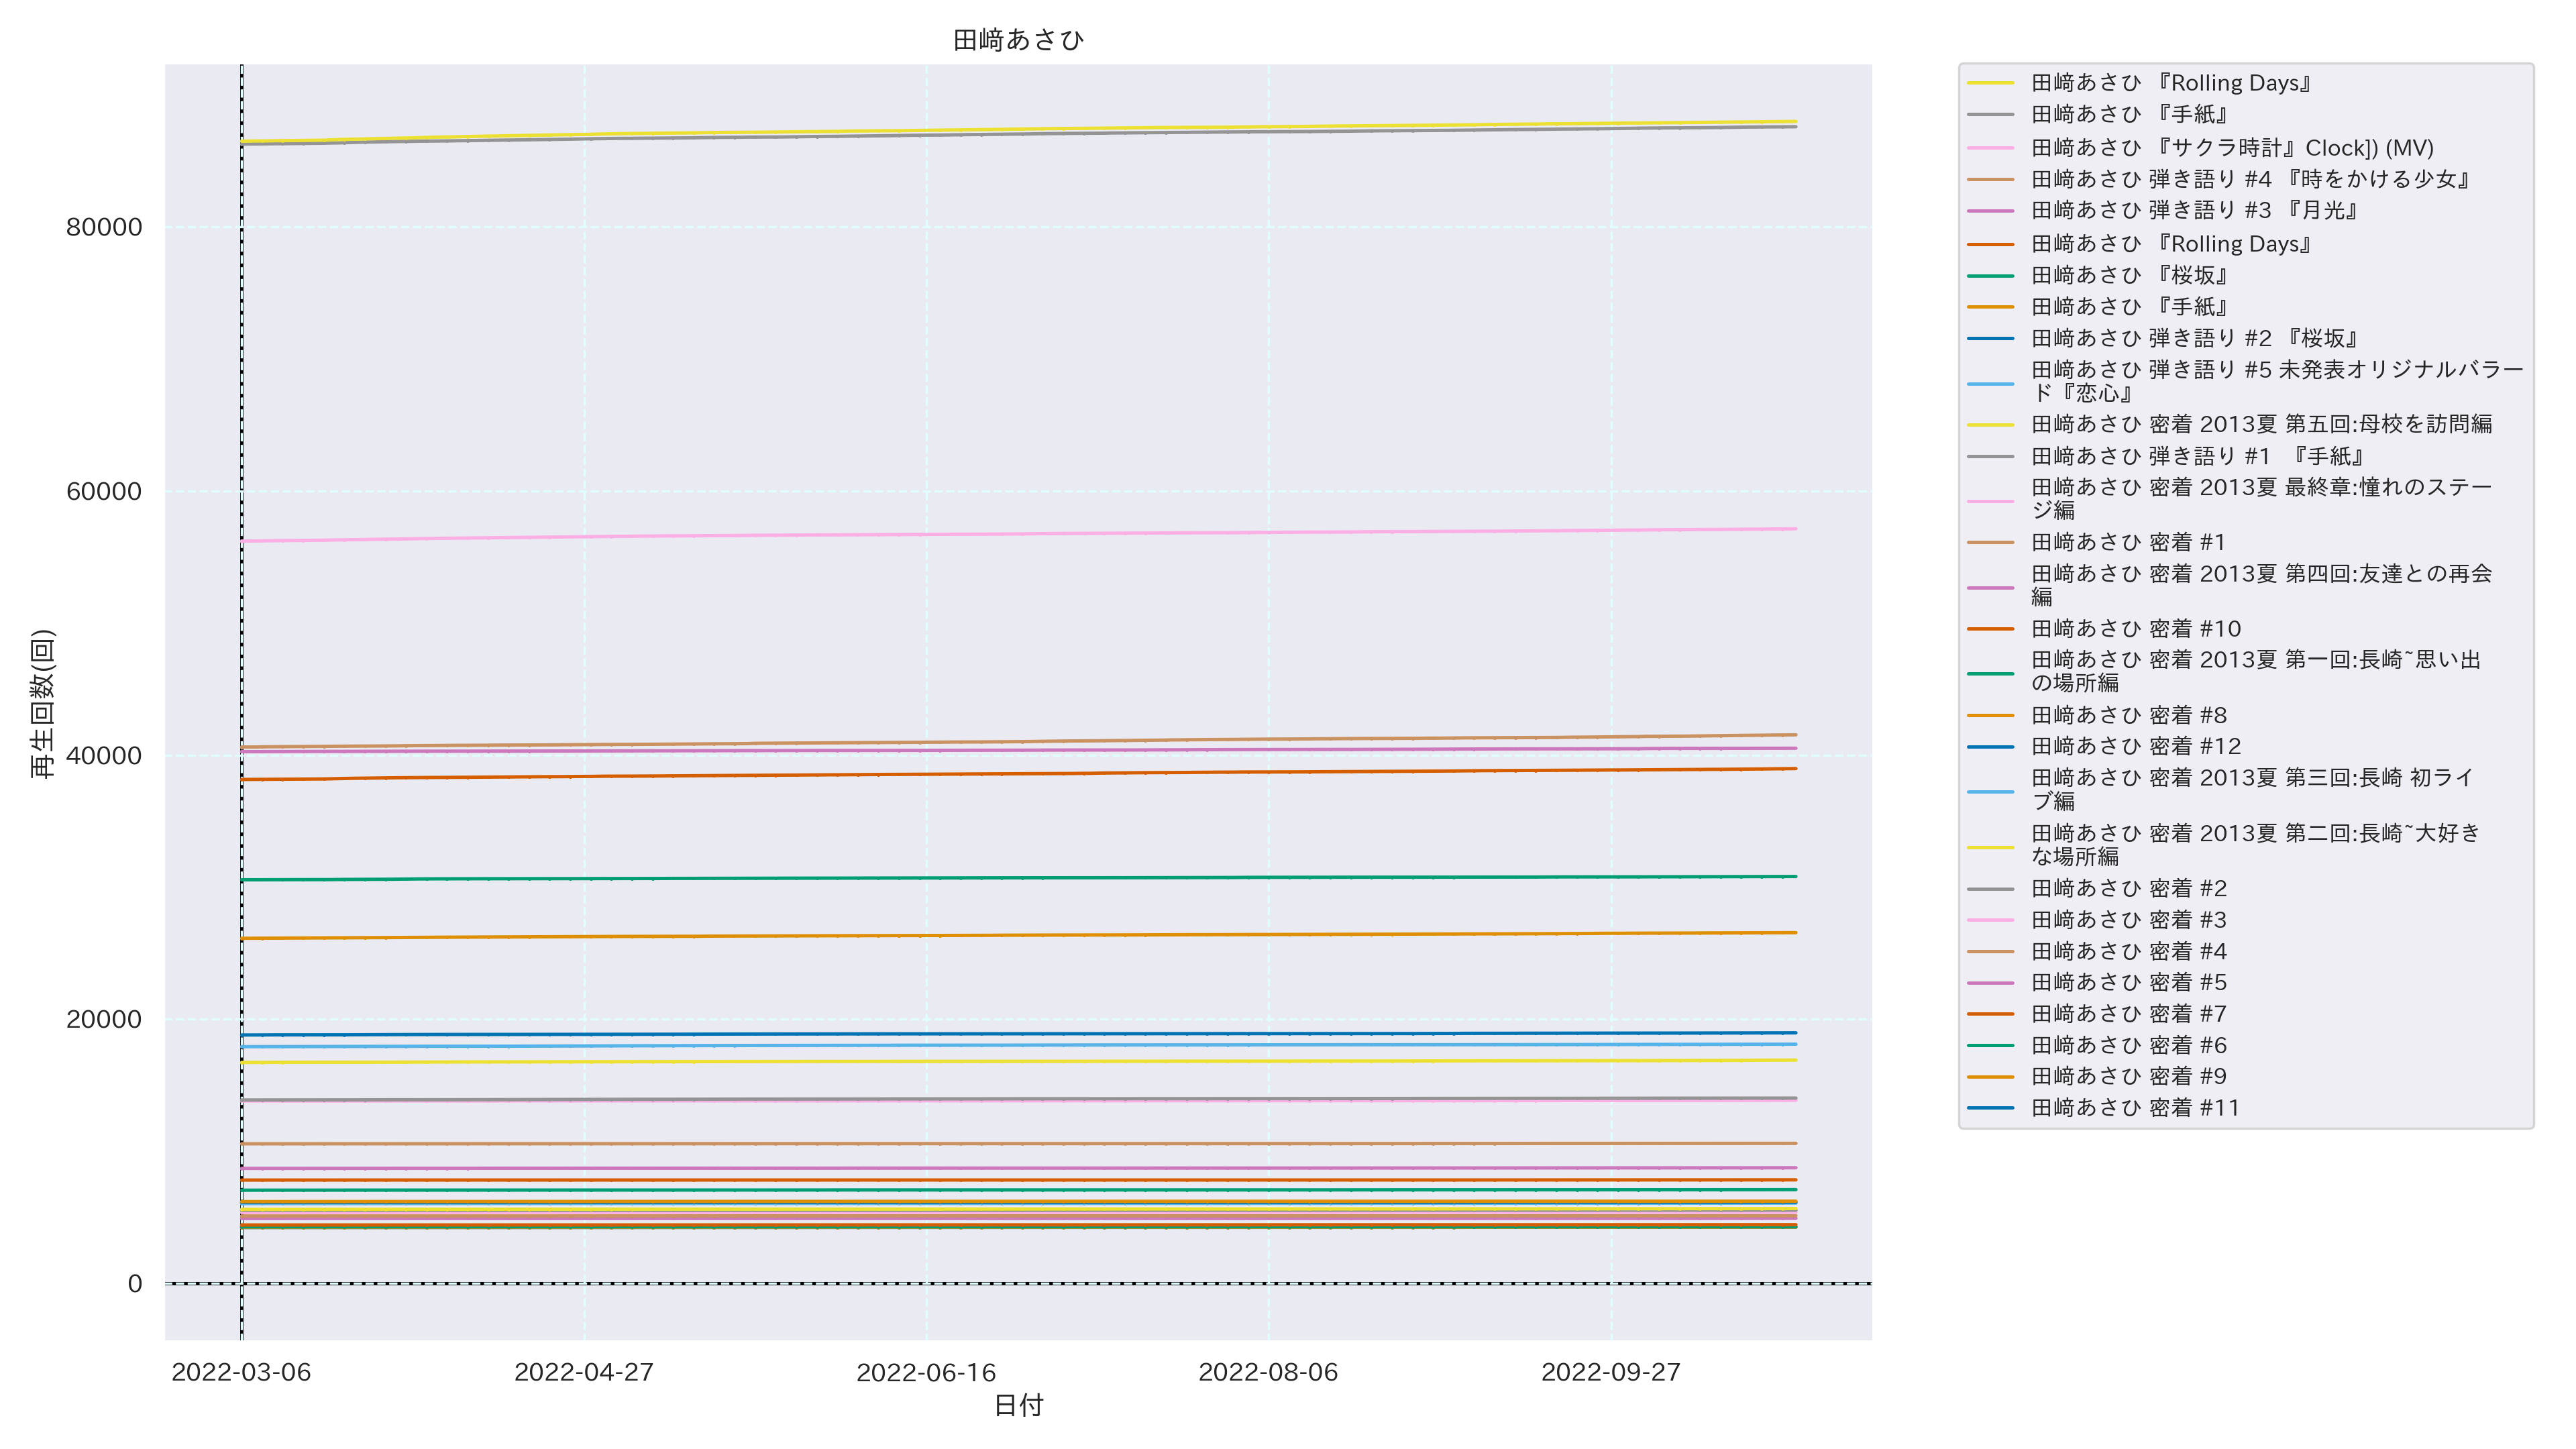 田﨑あさひ
再生回数(回)
80000
60000
40000
20000
0
2022-03-06
2022-04-27
2022-06-16
2022-08-06
2022-09-27
日付
田﨑あさひ 『Rolling Days』
田﨑あさひ 『手紙』
田﨑あさひ 『サクラ時計』Clock]) (MV)
田﨑あさひ 弾き語り #4 『時をかける少女』
田﨑あさひ 弾き語り #3 『月光』
田﨑あさひ 『Rolling Days』
田﨑あさひ 『桜坂』
田﨑あさひ 『手紙』
田﨑あさひ 弾き語り #2 『桜坂』
田﨑あさひ 弾き語り #5 未発表オリジナルバラー
ド『恋心』
田﨑あさひ 密着 2013夏 第五回:母校を訪問編
田﨑あさひ 弾き語り #1  『手紙』
田﨑あさひ 密着 2013夏 最終章:憧れのステー
ジ編
田﨑あさひ 密着 #1
田﨑あさひ 密着 2013夏 第四回:友達との再会
編
田﨑あさひ 密着 #10
田﨑あさひ 密着 2013夏 第一回:長崎~思い出
の場所編
田﨑あさひ 密着 #8
田﨑あさひ 密着 #12
田﨑あさひ 密着 2013夏 第三回:長崎 初ライ
ブ編
田﨑あさひ 密着 2013夏 第二回:長崎~大好き
な場所編
田﨑あさひ 密着 #2
田﨑あさひ 密着 #3
田﨑あさひ 密着 #4
田﨑あさひ 密着 #5
田﨑あさひ 密着 #7
田﨑あさひ 密着 #6
田﨑あさひ 密着 #9
田﨑あさひ 密着 #11